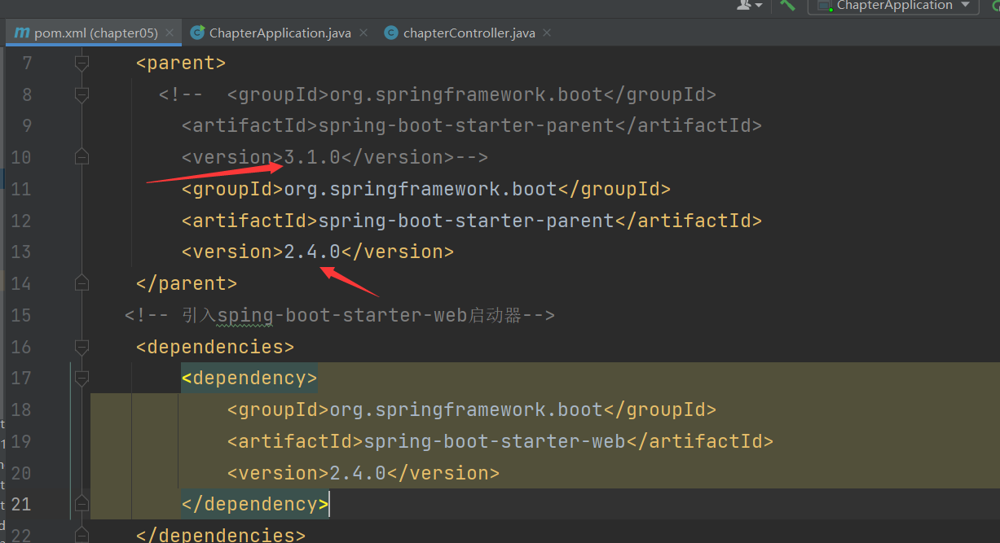 ChapterApplication
m pom.xml (chapter05)
ChapterApplication.java
chapterController.java
7 <parent>
8 <!-- <groupId>org.springframework.boot</groupId>
9 <artifactId>spring-boot-starter-parent</artifactId>
10 <version>3.1.0</version>-->
11 <groupId>org.springframework.boot</groupId>
12 <artifactId>spring-boot-starter-parent</artifactId>
13 <version>2.4.0</version>
14 </parent>
15 <!-- 引入sping-boot-starter-web启动器-->
16 <dependencies>
17 <dependency>
18 <groupId>org.springframework.boot</groupId>
19 <artifactId>spring-boot-starter-web</artifactId>
20 <version>2.4.0</version>
21 </dependency>
22 </dependencies>